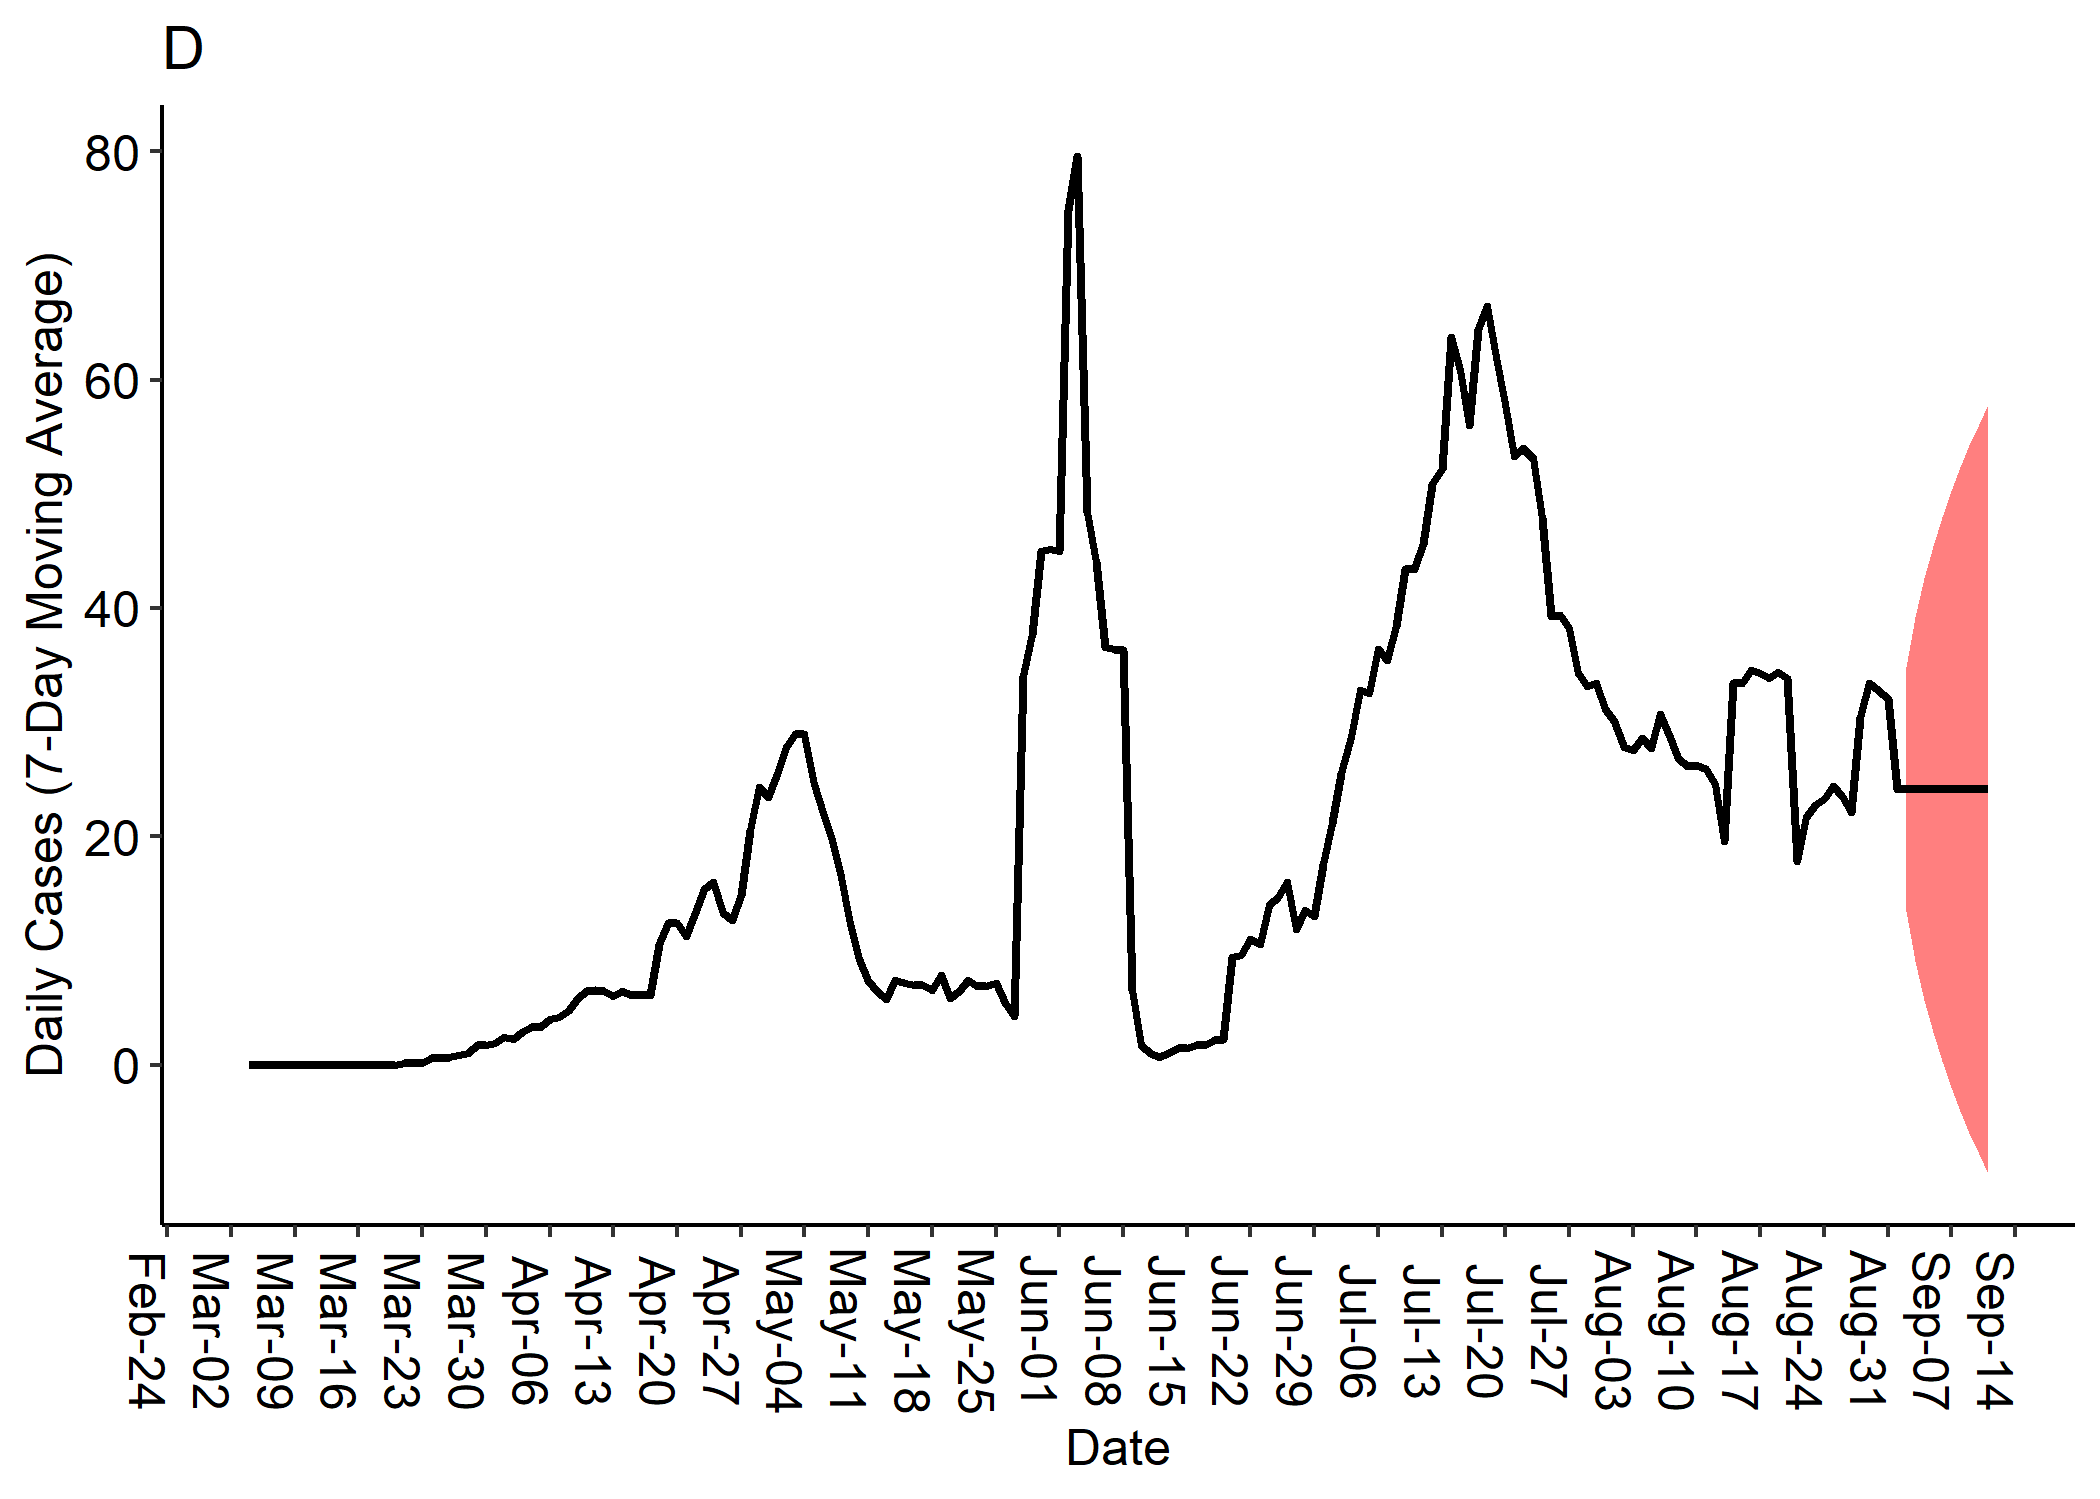 D
Daily Cases (7-Day Moving Average)
80
60
40
20
0
Feb-24
Mar-02
Mar-09
Mar-16
Mar-23
Mar-30
Apr-06
Apr-13
Apr-20
Apr-27
May-04
May-11
May-18
May-25
Jun-01
Jun-08
Jun-15
Jun-22
Jun-29
Jul-06
Jul-13
Jul-20
Jul-27
Aug-03
Aug-10
Aug-17
Aug-24
Aug-31
Sep-07
Sep-14
Date